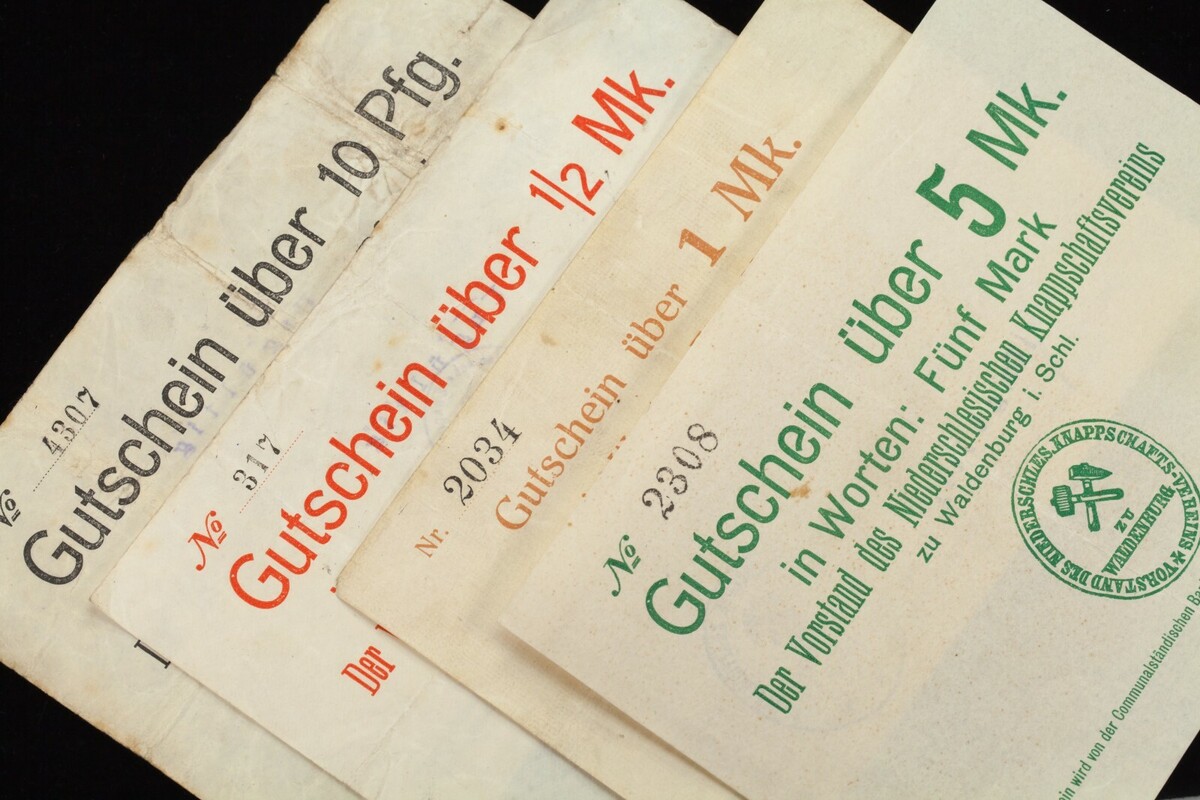 № 4307
Gutschein über 10 Pfg.
№ 317
Gutschein über 1/2 Mk.
Der
Nr. 2034
Gutschein über 1 Mk.
№ 2308
Gutschein über 5 Mk.
in Worten: Fünf Mark
Der Vorstand des Niederschlesischen Knappschaftsvereins
zu Waldenburg i. Schl.
VORSTAND DES NIEDERSCHLES. KNAPPSCHAFTS-VEREINS
ZU
WALDENBURG
wird von der Communalständischen